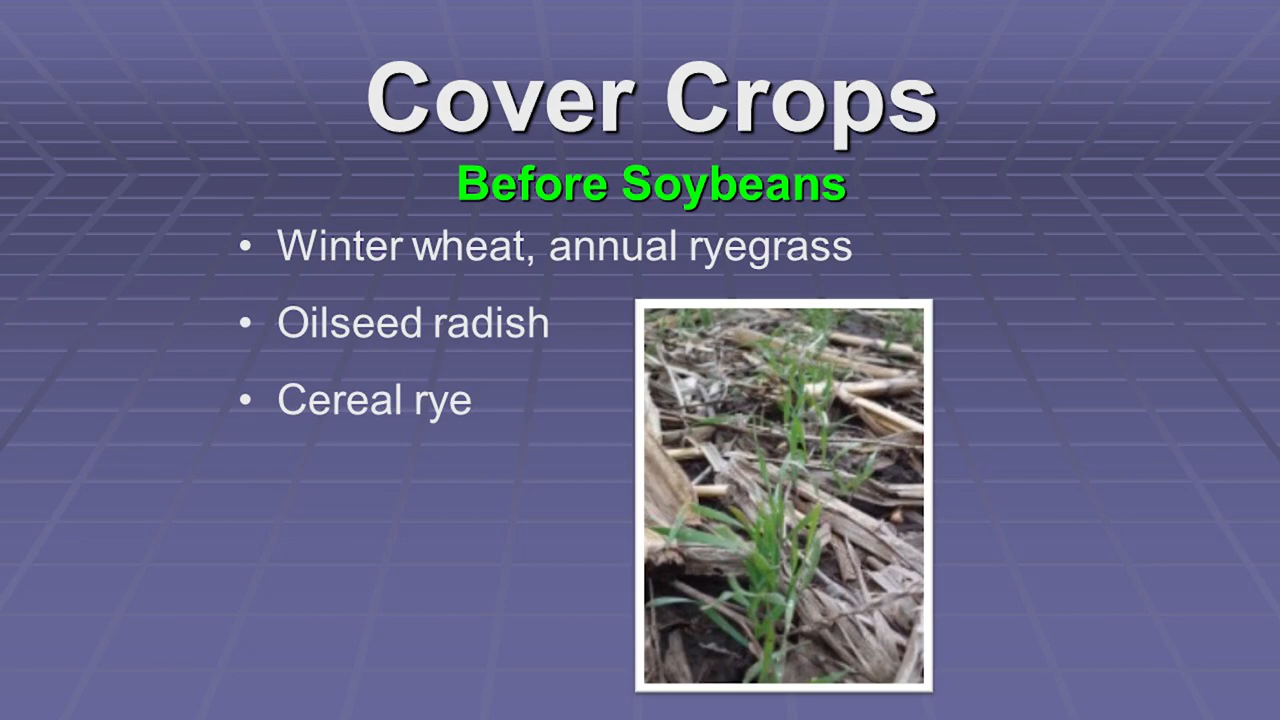 Cover Crops
Before Soybeans
• Winter wheat, annual ryegrass
• Oilseed radish
• Cereal rye